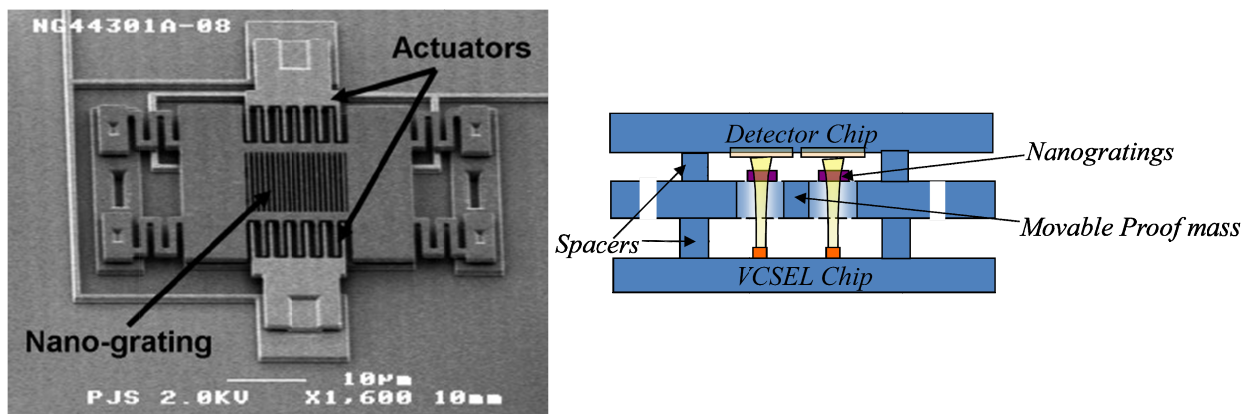 NG44301A-08
Actuators
Nano-grating
10µm
PJS 2.0KV X1,600 10mm
Detector Chip
Nanogratings
Movable Proof mass
Spacers
VCSEL Chip